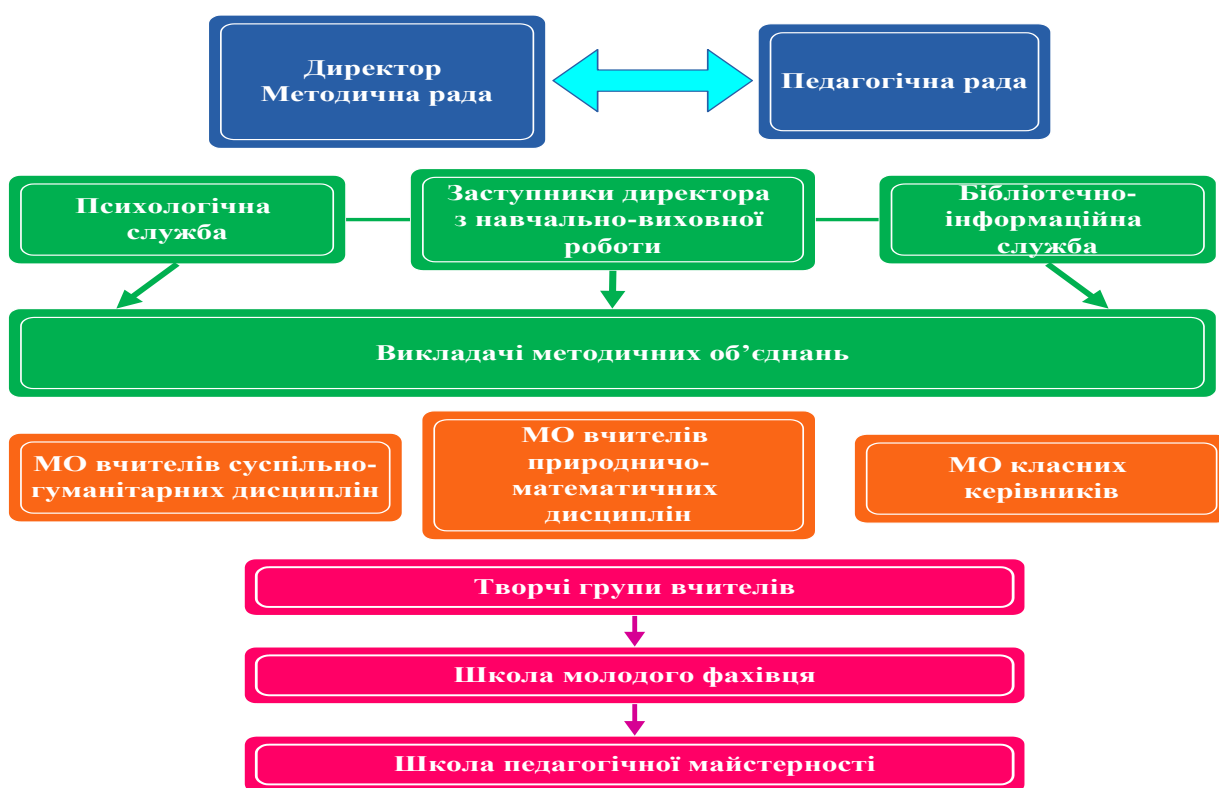 Директор
Методична рада
Педагогічна рада
Психологічна
служба
Заступники директора
з навчально-виховної
роботи
Бібліотечно-
інформаційна
служба
Викладачі методичних об’єднань
МО вчителів суспільно-
гуманітарних дисциплін
МО вчителів
природничо-
математичних
дисциплін
МО класних
керівників
Творчі групи вчителів
Школа молодого фахівця
Школа педагогічної майстерності